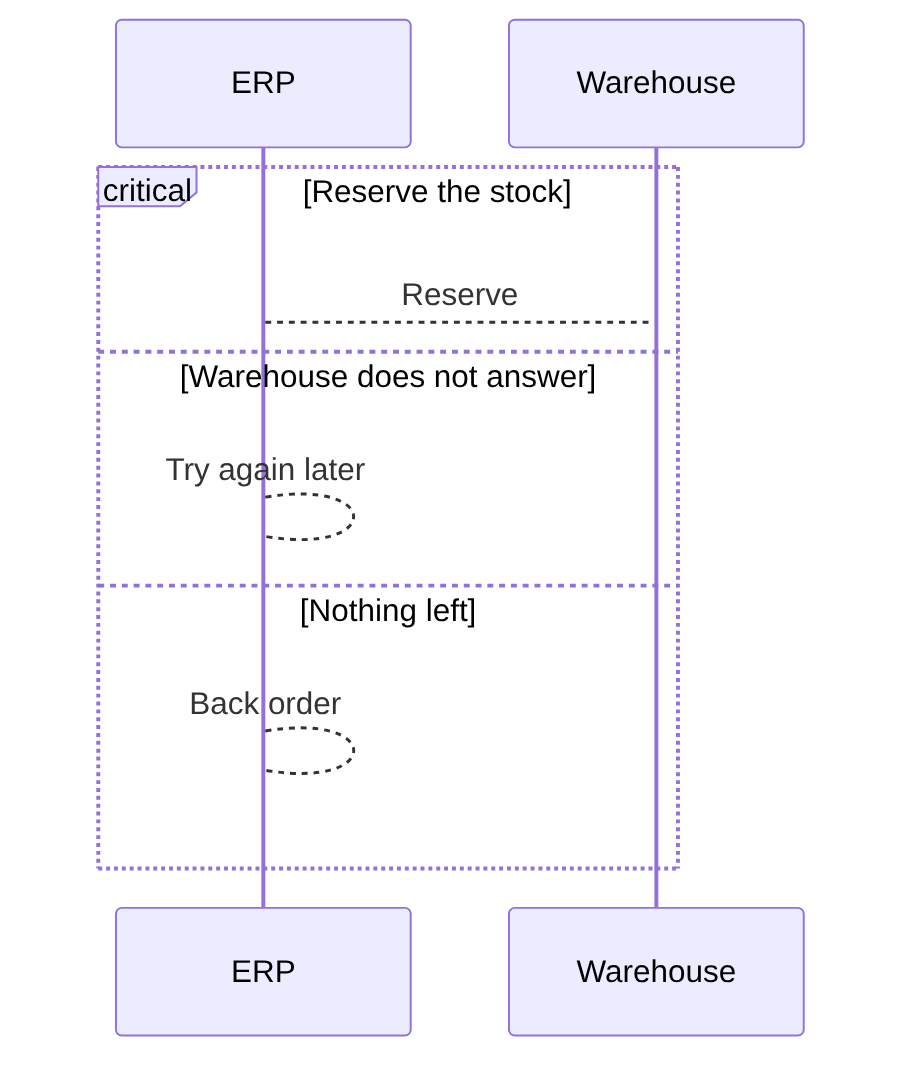 ERP
Warehouse
critical
[Reserve the stock]
Reserve
[Warehouse does not answer]
Try again later
[Nothing left]
Back order
ERP
Warehouse